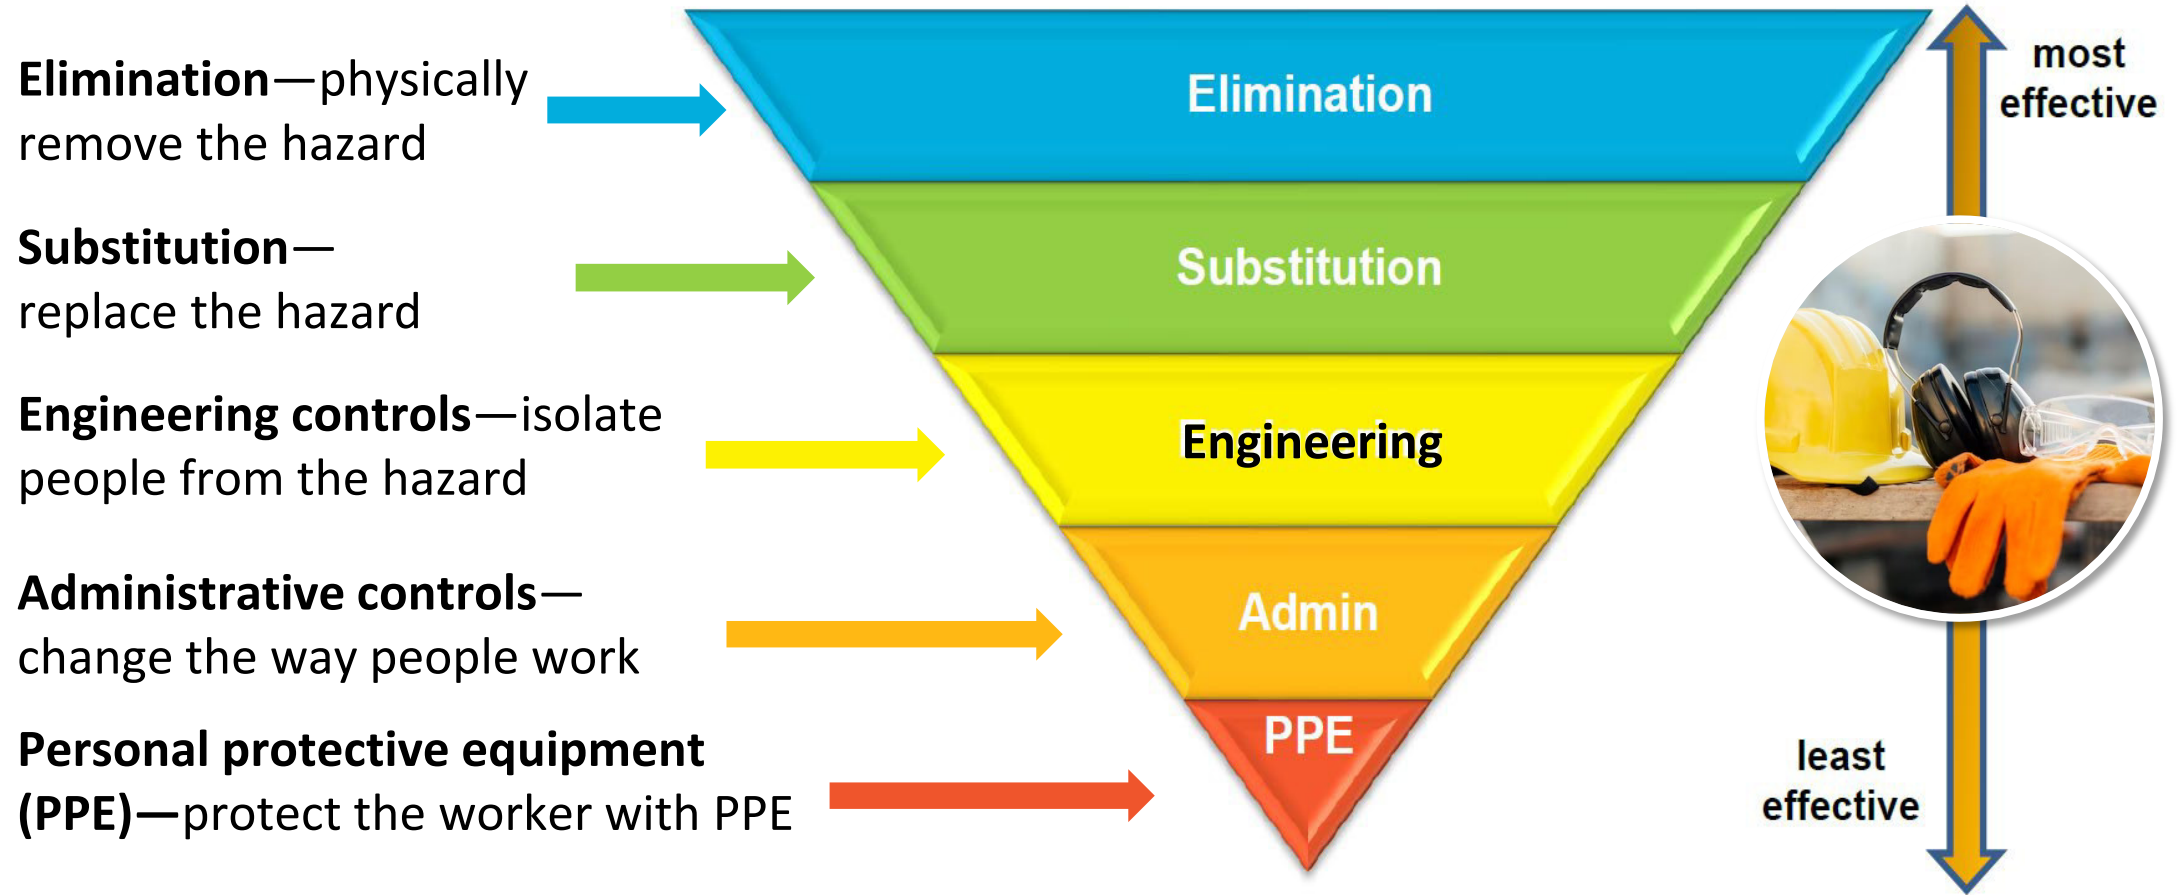 Elimination—physically
remove the hazard
Substitution—
replace the hazard
Engineering controls—isolate
people from the hazard
Administrative controls—
change the way people work
Personal protective equipment
(PPE)—protect the worker with PPE
Elimination
Substitution
Engineering
Admin
PPE
most
effective
least
effective